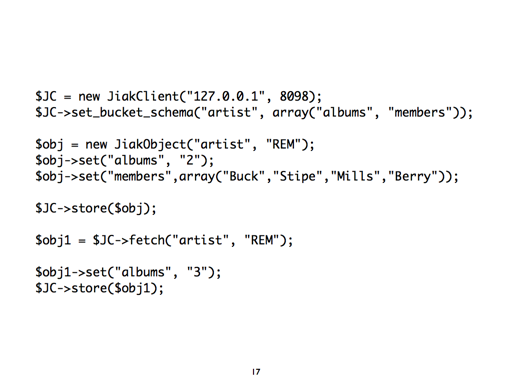 $JC = new JiakClient("127.0.0.1", 8098);
$JC->set_bucket_schema("artist", array("albums", "members"));
$obj = new JiakObject("artist", "REM");
$obj->set("albums", "2");
$obj->set("members",array("Buck","Stipe","Mills","Berry"));
$JC->store($obj);
$obj1 = $JC->fetch("artist", "REM");
$obj1->set("albums", "3");
$JC->store($obj1);
17